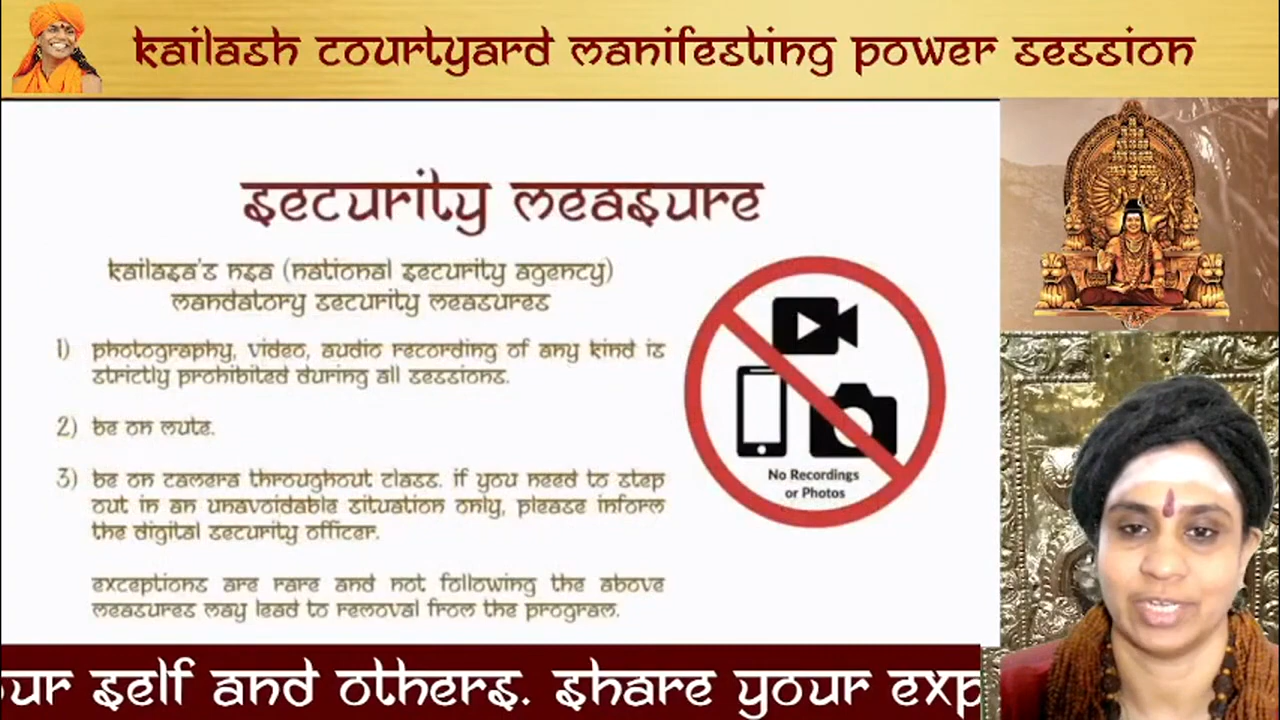 kailash courtyard manifesting power session
security measure
kailasa's nsa (national security agency)
mandatory security measures
1) photography, video, audio recording of any kind is
strictly prohibited during all sessions.
2) be on mute.
3) be on camera throughout class. if you need to step
out in an unavoidable situation only, please inform
the digital security officer.
exceptions are rare and not following the above
measures may lead to removal from the program.
No Recordings
or Photos
self and others. share your